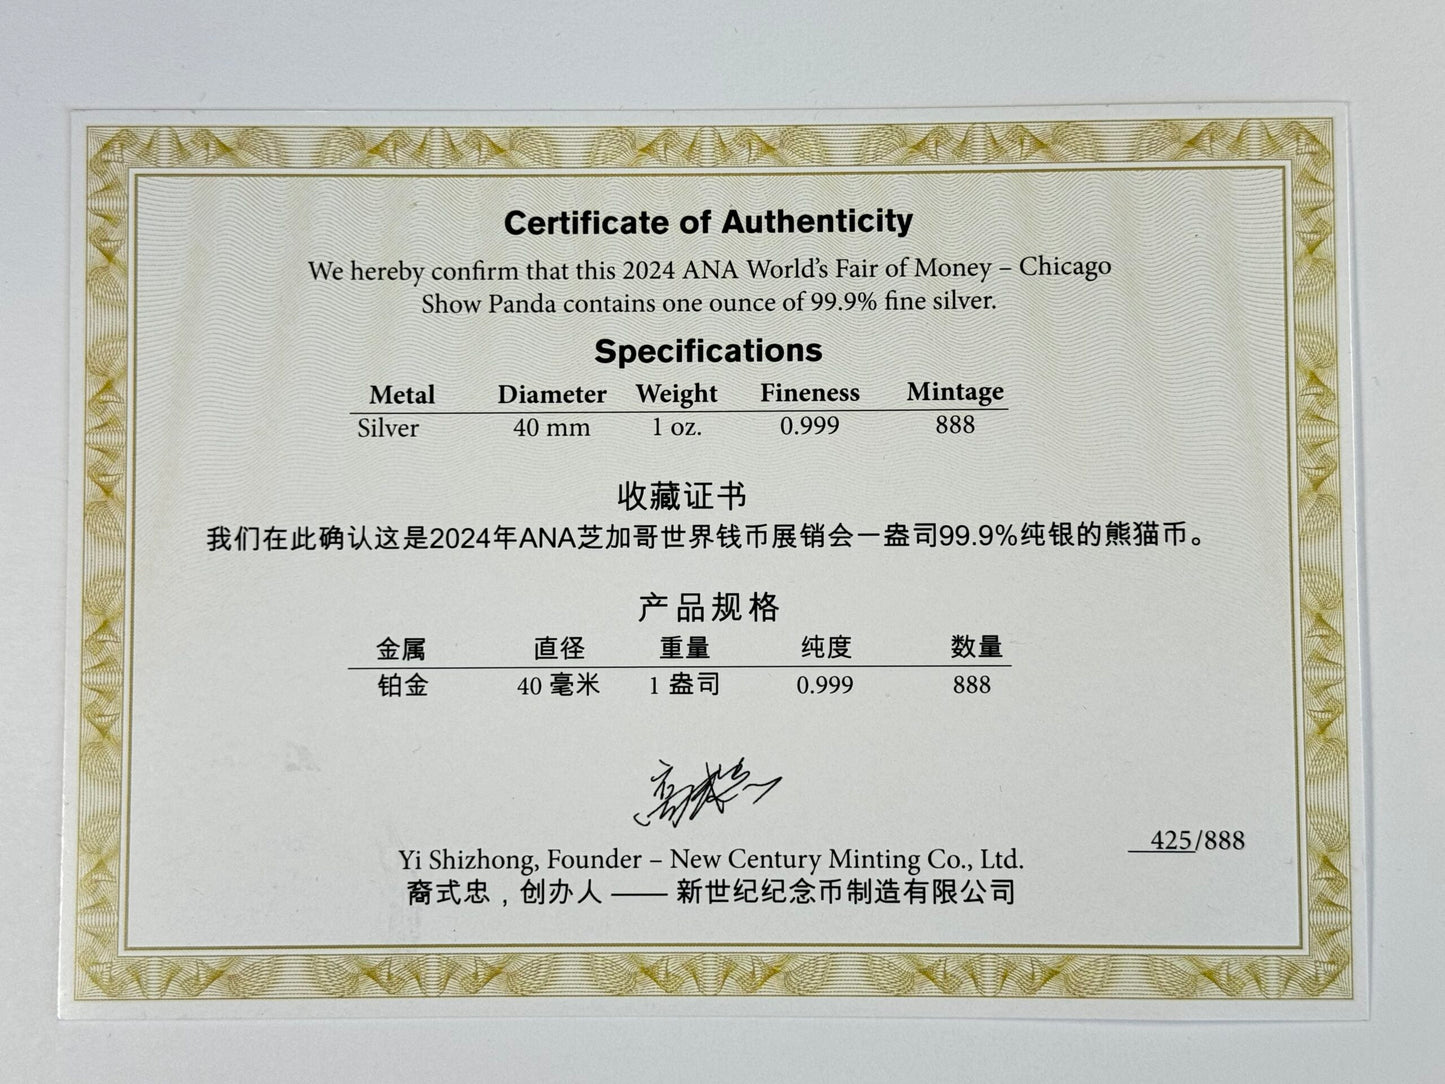 Certificate of Authenticity
We hereby confirm that this 2024 ANA World's Fair of Money – Chicago
Show Panda contains one ounce of 99.9% fine silver.
Specifications
Metal Diameter Weight Fineness Mintage
Silver 40 mm 1 oz. 0.999 888
收藏证书
我们在此确认这是2024年ANA芝加哥世界钱币展销会一盎司99.9%纯银的熊猫币。
产品规格
金属 直径 重量 纯度 数量
铂金 40 毫米 1 盎司 0.999 888
425/888
Yi Shizhong, Founder – New Century Minting Co., Ltd.
裔式忠，创办人 —— 新世纪纪念币制造有限公司